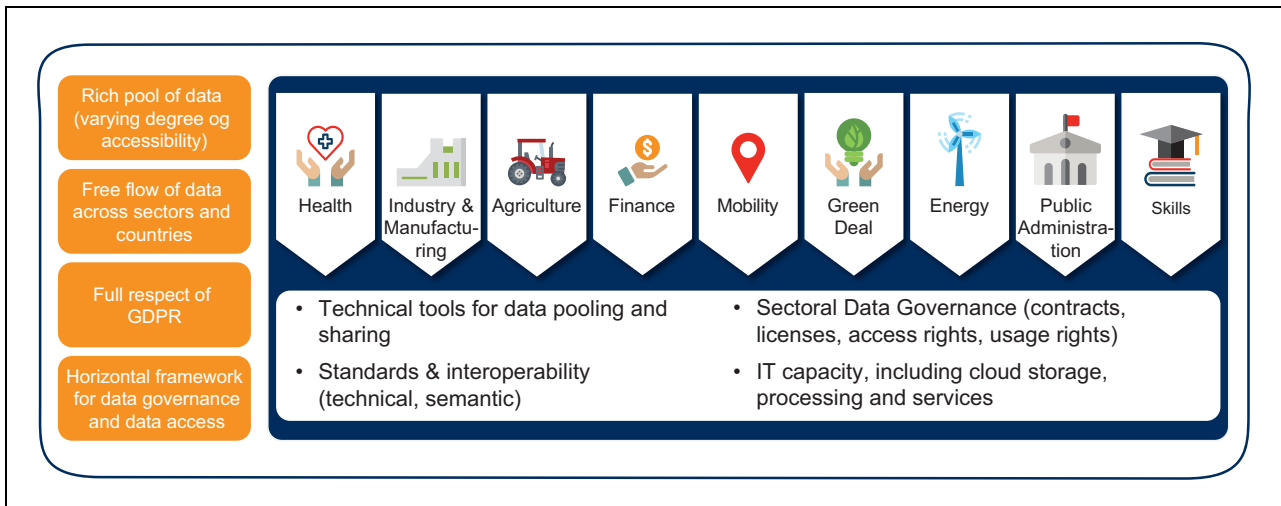 Rich pool of data
(varying degree og
accessibility)
Free flow of data
across sectors and
countries
Full respect of
GDPR
Horizontal framework
for data governance
and data access
Health
Industry &
Manufactu-
ring
Agriculture
$
Finance
Mobility
Green
Deal
Energy
Public
Administra-
tion
Skills
• Technical tools for data pooling and
sharing
• Standards & interoperability
(technical, semantic)
• Sectoral Data Governance (contracts,
licenses, access rights, usage rights)
• IT capacity, including cloud storage,
processing and services